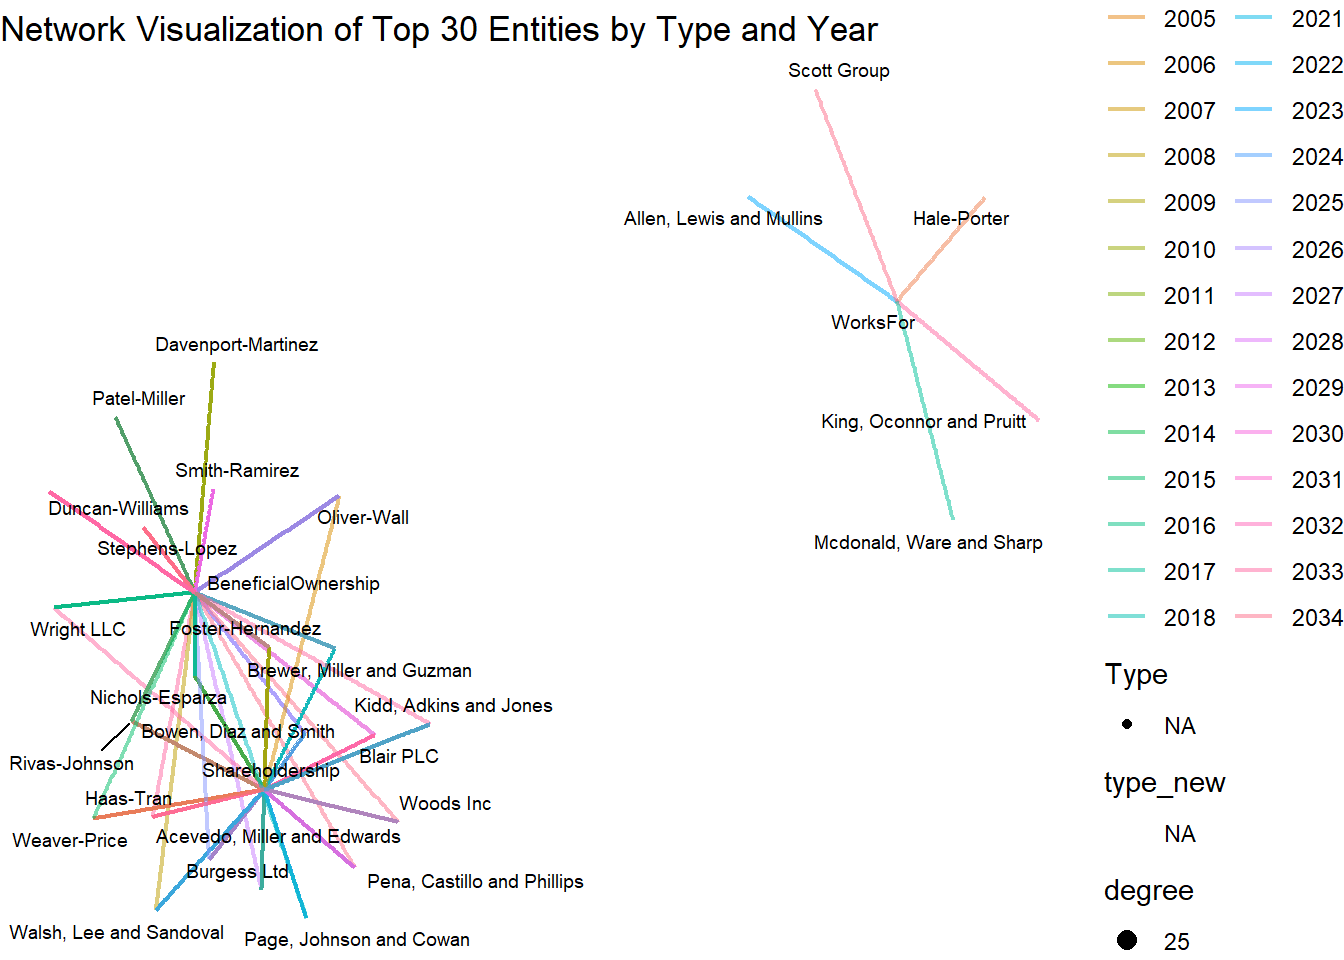 Network Visualization of Top 30 Entities by Type and Year
Scott Group
Allen, Lewis and Mullins
Hale-Porter
WorksFor
Davenport-Martinez
Patel-Miller
King, Oconnor and Pruitt
Smith-Ramirez
Duncan-Williams
Oliver-Wall
Mcdonald, Ware and Sharp
Stephens-Lopez
BeneficialOwnership
Wright LLC
Foster-Hernandez
Brewer, Miller and Guzman
Nichols-Esparza
Kidd, Adkins and Jones
Bowen, Diaz and Smith
Blair PLC
Rivas-Johnson
Shareholdership
Haas-Tran
Woods Inc
Weaver-Price
Acevedo, Miller and Edwards
Burgess Ltd
Pena, Castillo and Phillips
Walsh, Lee and Sandoval
Page, Johnson and Cowan
2005 2021
2006 2022
2007 2023
2008 2024
2009 2025
2010 2026
2011 2027
2012 2028
2013 2029
2014 2030
2015 2031
2016 2032
2017 2033
2018 2034
Type
NA
type_new
NA
degree
25